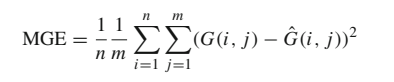 MGE = \frac{1}{n} \frac{1}{m} \sum_{i=1}^{n} \sum_{j=1}^{m} (G(i, j) – \hat{G}(i, j))^2